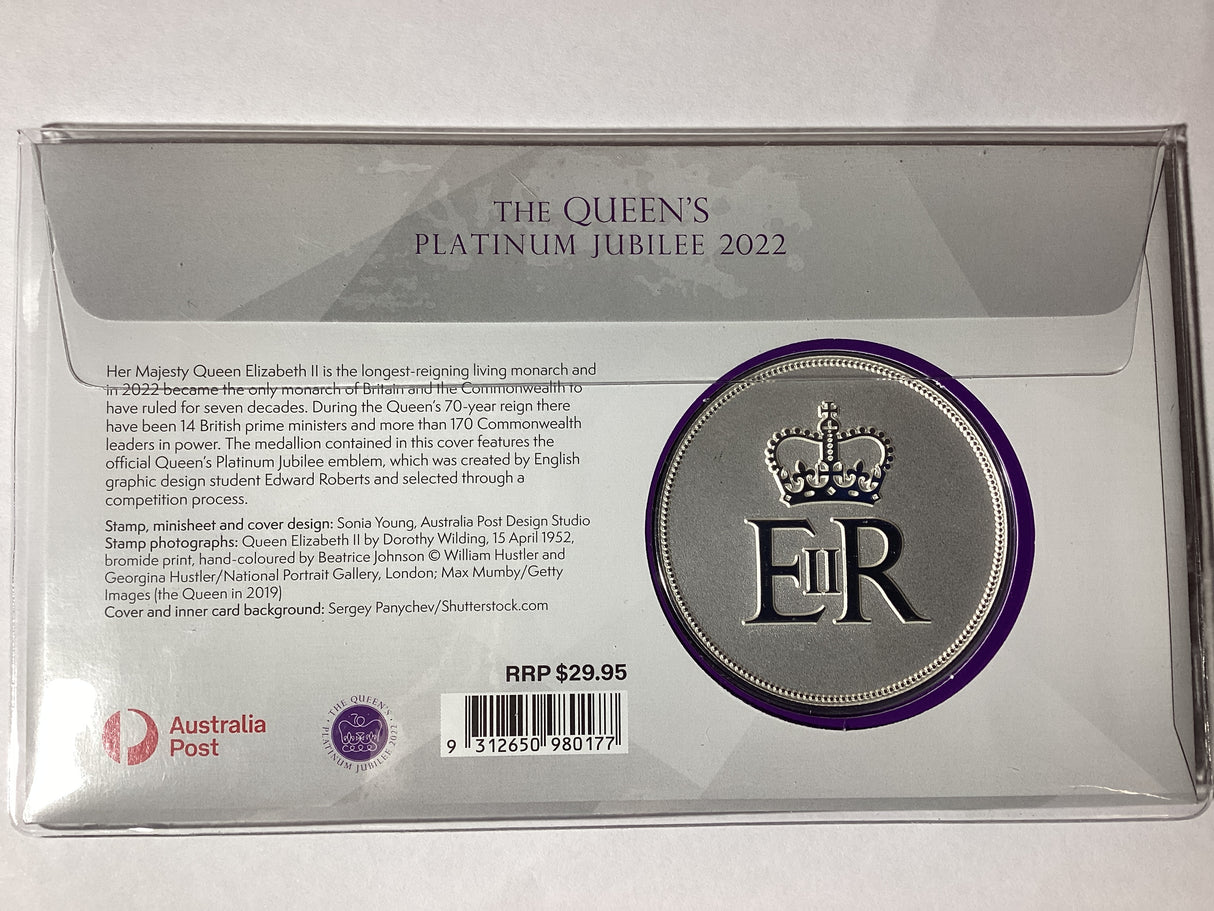 THE QUEEN'S
PLATINUM JUBILEE 2022
Her Majesty Queen Elizabeth II is the longest-reigning living monarch and
in 2022 became the only monarch of Britain and the Commonwealth to
have ruled for seven decades. During the Queen's 70-year reign there
have been 14 British prime ministers and more than 170 Commonwealth
leaders in power. The medallion contained in this cover features the
official Queen's Platinum Jubilee emblem, which was created by English
graphic design student Edward Roberts and selected through a
competition process.
Stamp, minisheet and cover design: Sonia Young, Australia Post Design Studio
Stamp photographs: Queen Elizabeth II by Dorothy Wilding, 15 April 1952,
bromide print, hand-coloured by Beatrice Johnson © William Hustler and
Georgina Hustler/National Portrait Gallery, London; Max Mumby/Getty
Images (the Queen in 2019)
Cover and inner card background: Sergey Panychev/Shutterstock.com
EIIR
RRP $29.95
9 312650 980177
Australia
Post
THE QUEEN'S
70
PLATINUM JUBILEE 2022